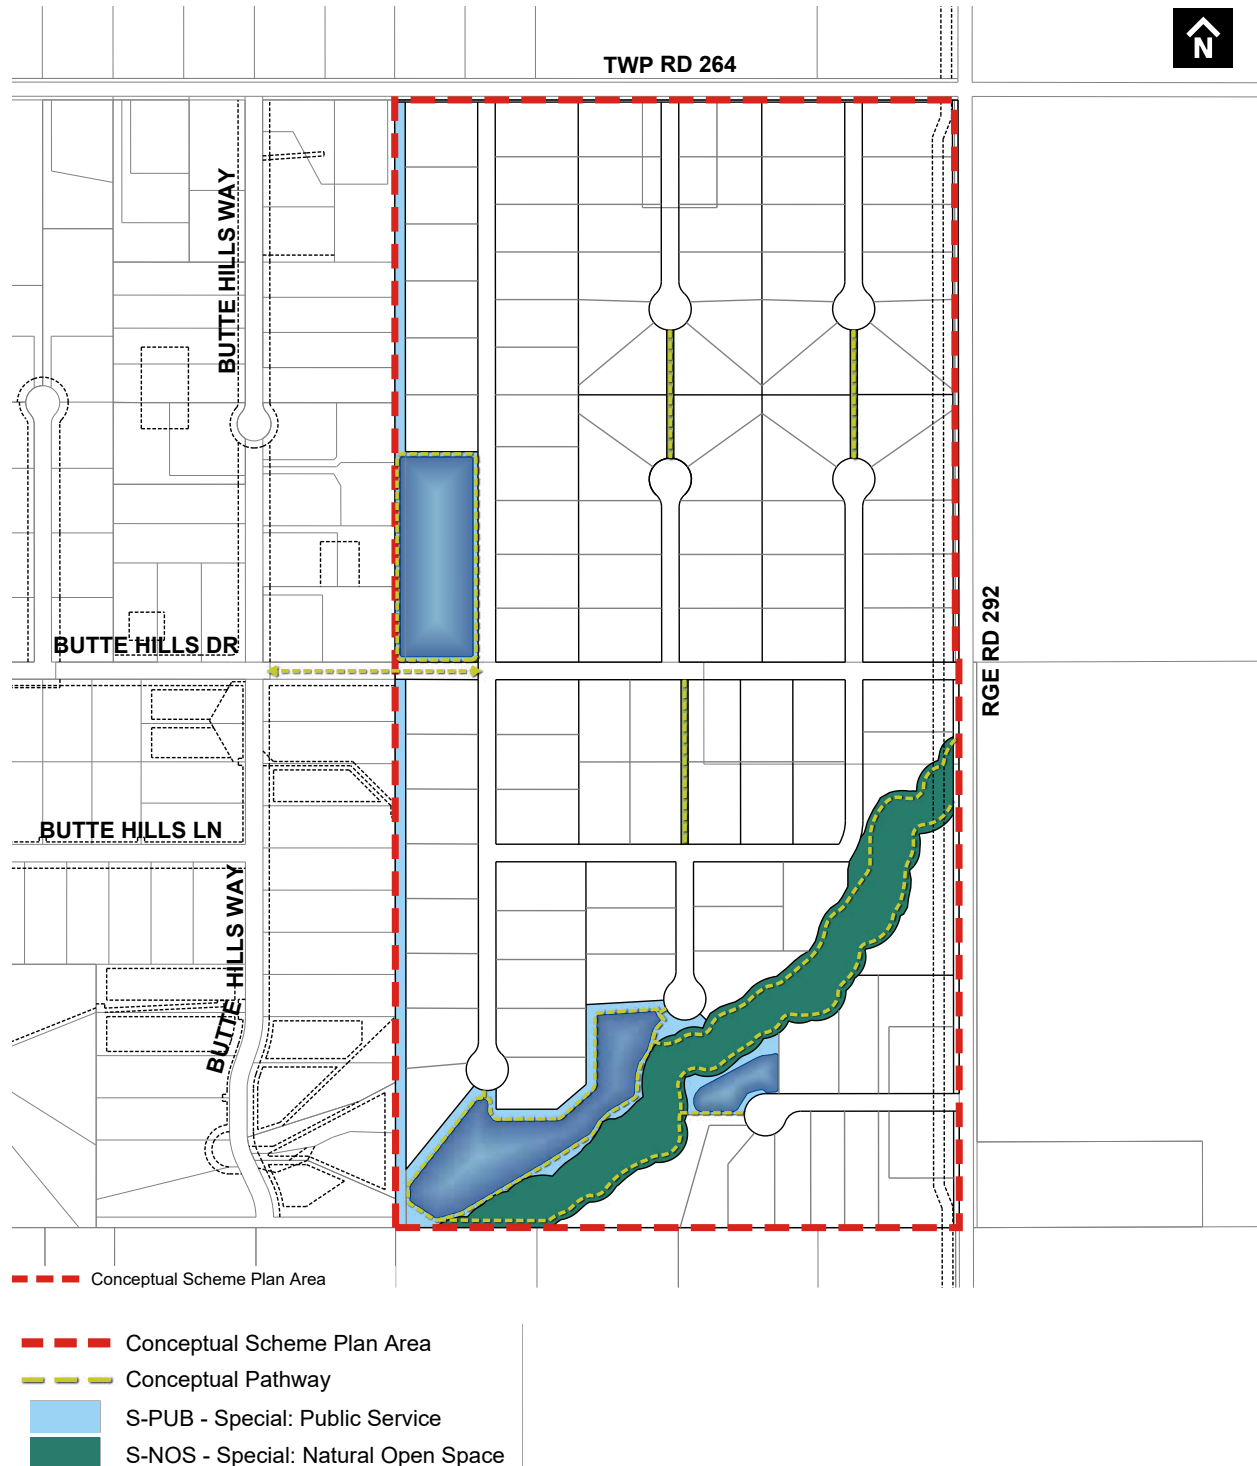 N
TWP RD 264
BUTTE HILLS WAY
BUTTE HILLS DR
RGE RD 292
BUTTE HILLS LN
BUTTE HILLS WAY
Conceptual Scheme Plan Area
Conceptual Scheme Plan Area
Conceptual Pathway
S-PUB - Special: Public Service
S-NOS - Special: Natural Open Space